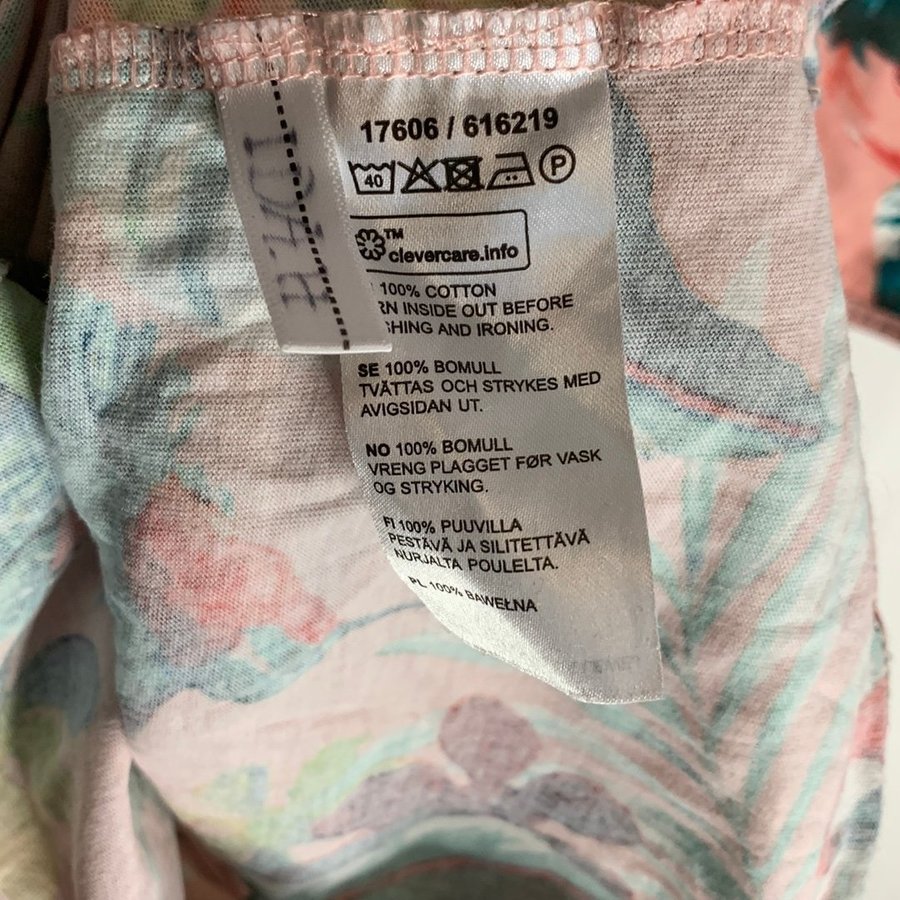 17606 / 616219
40
P
TM
clevercare.info
100% COTTON
RN INSIDE OUT BEFORE
SHING AND IRONING.
SE 100% BOMULL
TVÄTTAS OCH STRYKES MED
AVIGSIDAN UT.
NO 100% BOMULL
VRENG PLAGGET FØR VASK
OG STRYKING.
FI 100% PUUVILLA
PESTÄVÄ JA SILITETTÄVÄ
NURJALTA POULELTA.
PL 100% BAWEŁNA